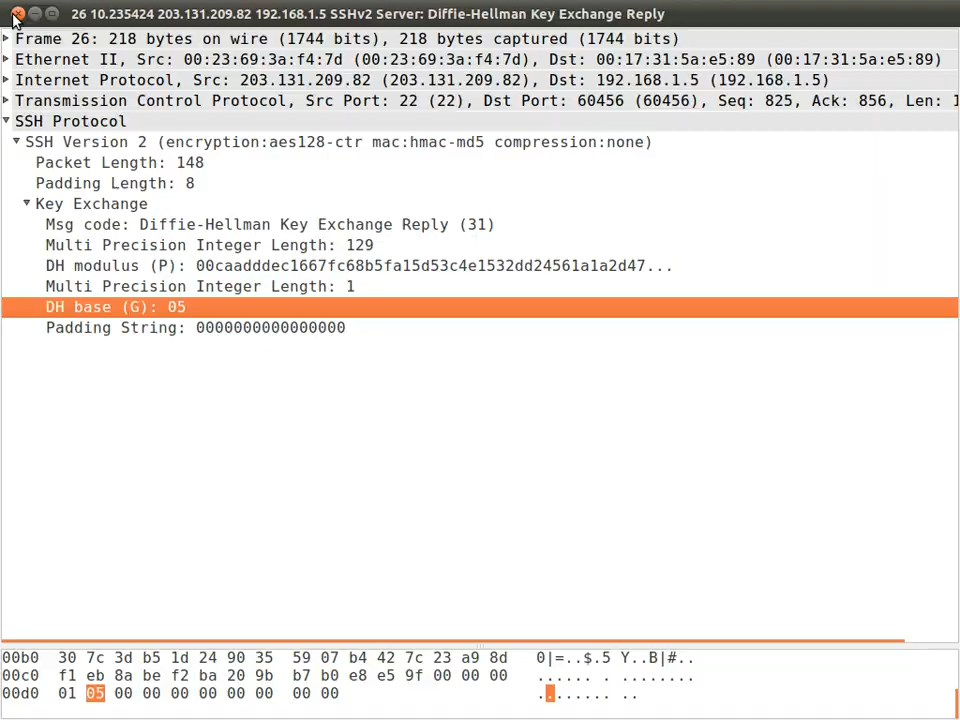 26 10.235424 203.131.209.82 192.168.1.5 SSHv2 Server: Diffie-Hellman Key Exchange Reply
Frame 26: 218 bytes on wire (1744 bits), 218 bytes captured (1744 bits)
Ethernet II, Src: 00:23:69:3a:f4:7d (00:23:69:3a:f4:7d), Dst: 00:17:31:5a:e5:89 (00:17:31:5a:e5:89)
Internet Protocol, Src: 203.131.209.82 (203.131.209.82), Dst: 192.168.1.5 (192.168.1.5)
Transmission Control Protocol, Src Port: 22 (22), Dst Port: 60456 (60456), Seq: 825, Ack: 856, Len: 1
SSH Protocol
SSH Version 2 (encryption:aes128-ctr mac:hmac-md5 compression:none)
Packet Length: 148
Padding Length: 8
Key Exchange
Msg code: Diffie-Hellman Key Exchange Reply (31)
Multi Precision Integer Length: 129
DH modulus (P): 00caadddec1667fc68b5fa15d53c4e1532dd24561a1a2d47...
Multi Precision Integer Length: 1
DH base (G): 05
Padding String: 0000000000000000
00b0 30 7c 3d b5 1d 24 90 35 59 07 b4 42 7c 23 a9 8d 0|=..$.5 Y..B|#..
00c0 f1 eb 8a be f2 ba 20 9b b7 b0 e8 e5 9f 00 00 00 ...... . ........
00d0 01 05 00 00 00 00 00 00 00 00 ........ ..